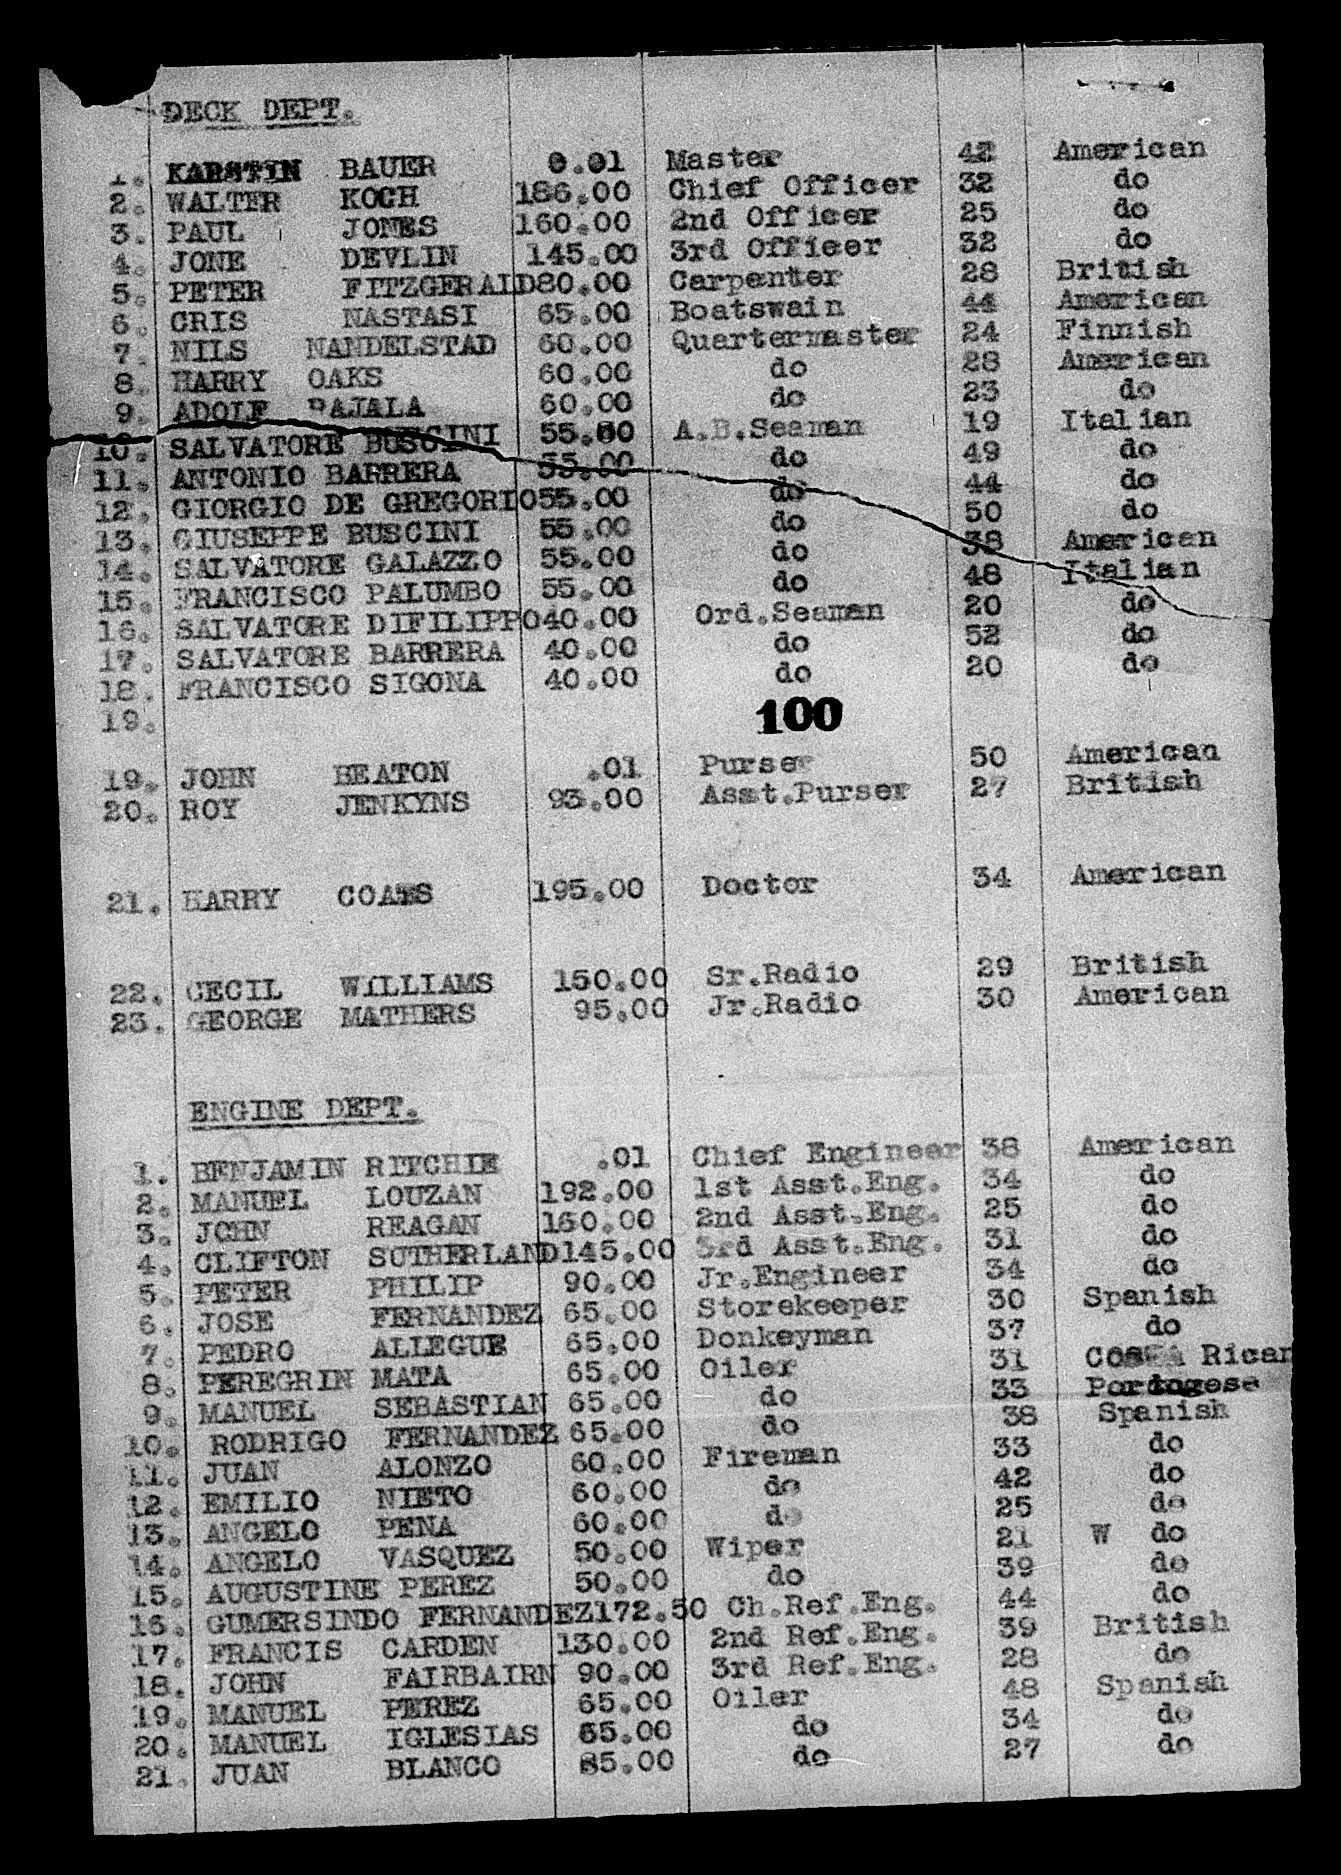 DECK DEPT.
1. KARSTIN BAUER 0.01 Master 42 American
2. WALTER KOCH 186.00 Chief Officer 32 do
3. PAUL JONES 160.00 2nd Officer 25 do
4. JONE DEVLIN 145.00 3rd Officer 32 do
5. PETER FITZGERALD80.00 Carpenter 28 British
6. CRIS NASTASI 65.00 Boatswain 44 American
7. NILS NANDELSTAD 60.00 Quartermaster 24 Finnish
8. HARRY OAKS 60.00 do 28 American
9. ADOLF PAJALA 60.00 do 23 do
10. SALVATORE BUSCINI 55.00 A.B.Seaman 19 Italian
11. ANTONIO BARRERA 55.00 do 49 do
12. GIORGIO DE GREGORIO55.00 do 44 do
13. GIUSEPPE BUSCINI 55.00 do 50 do
14. SALVATORE GALAZZO 55.00 do 38 American
15. FRANCISCO PALUMBO 55.00 do 48 Italian
16. SALVATORE DIFILIPPO40.00 Ord.Seaman 20 do
17. SALVATORE BARRERA 40.00 do 52 do
18. FRANCISCO SIGONA 40.00 do 20 do
19.
100
19. JOHN BEATON .01 Purser 50 American
20. ROY JENKYNS 93.00 Asst.Purser 27 British
21. HARRY COATS 195.00 Doctor 34 American
22. CECIL WILLIAMS 150.00 Sr.Radio 29 British
23. GEORGE MATHERS 95.00 Jr.Radio 30 American
ENGINE DEPT.
1. BENJAMIN RITCHIE .01 Chief Engineer 38 American
2. MANUEL LOUZAN 192.00 1st Asst.Eng. 34 do
3. JOHN REAGAN 160.00 2nd Asst.Eng. 25 do
4. CLIFTON SUTHERLAND145.00 3rd Asst.Eng. 31 do
5. PETER PHILIP 90.00 Jr.Engineer 34 do
6. JOSE FERNANDEZ 65.00 Storekeeper 30 Spanish
7. PEDRO ALLEGUE 65.00 Donkeyman 37 do
8. PEREGRIN MATA 65.00 Oiler 31 COSTA Rican
9. MANUEL SEBASTIAN 65.00 do 33 Portogese
10. RODRIGO FERNANDEZ 65.00 do 38 Spanish
11. JUAN ALONZO 60.00 Fireman 33 do
12. EMILIO NIETO 60.00 do 42 do
13. ANGELO PENA 60.00 do 25 do
14. ANGELO VASQUEZ 50.00 Wiper 21 W do
15. AUGUSTINE PEREZ 50.00 do 39 do
16. GUMERSINDO FERNANDEZ172.50 Ch.Ref.Eng. 44 do
17. FRANCIS CARDEN 130.00 2nd Ref.Eng. 39 British
18. JOHN FAIRBAIRN 90.00 3rd Ref.Eng. 28 do
19. MANUEL PEREZ 65.00 Oiler 48 Spanish
20. MANUEL IGLESIAS 65.00 do 34 do
21. JUAN BLANCO 65.00 do 27 do